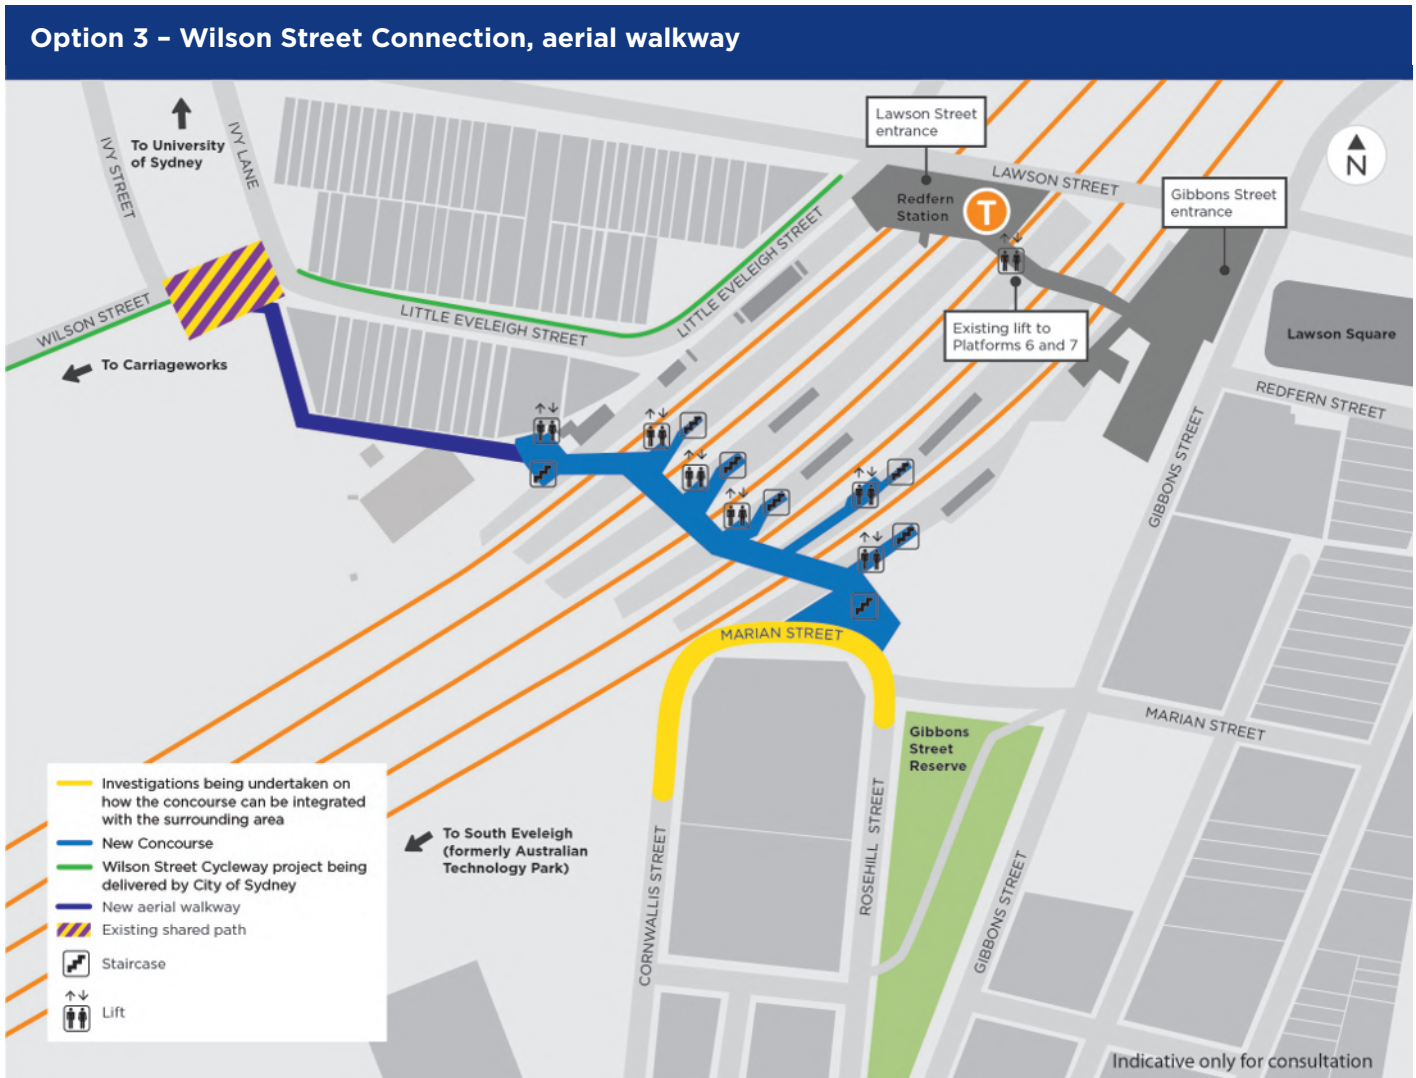 Option 3 – Wilson Street Connection, aerial walkway
To University
of Sydney
IVY STREET
IVY LANE
Lawson Street
entrance
LAWSON STREET
N
Gibbons Street
entrance
Redfern
Station
T
LITTLE EVELEIGH STREET
WILSON STREET
LITTLE EVELEIGH STREET
Existing lift to
Platforms 6 and 7
Lawson Square
To Carriageworks
REDFERN STREET
GIBBONS STREET
MARIAN STREET
MARIAN STREET
Gibbons
Street
Reserve
Investigations being undertaken on
how the concourse can be integrated
with the surrounding area
New Concourse
Wilson Street Cycleway project being
delivered by City of Sydney
New aerial walkway
Existing shared path
Staircase
Lift
To South Eveleigh
(formerly Australian
Technology Park)
CORNWALLIS STREET
ROSEHILL STREET
GIBBONS STREET
Indicative only for consultation